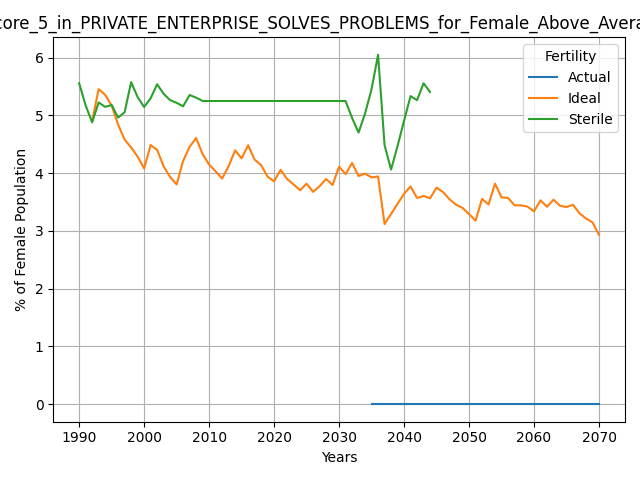 core_5_in_PRIVATE_ENTERPRISE_SOLVES_PROBLEMS_for_Female_Above_Avera
Fertility
Actual
Ideal
Sterile
% of Female Population
6
5
4
3
2
1
0
1990 2000 2010 2020 2030 2040 2050 2060 2070
Years